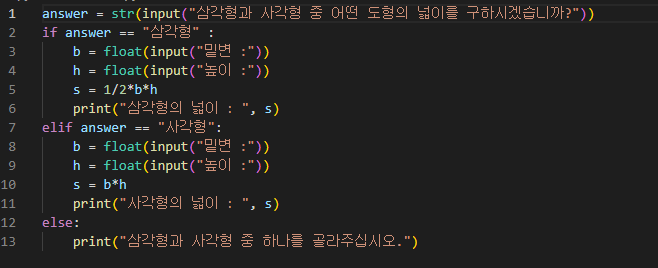 1 answer = str(input("삼각형과 사각형 중 어떤 도형의 넓이를 구하시겠습니까?"))
2 if answer == "삼각형" :
3     b = float(input("밑변 :"))
4     h = float(input("높이 :"))
5     s = 1/2*b*h
6     print("삼각형의 넓이 : ", s)
7 elif answer == "사각형":
8     b = float(input("밑변 :"))
9     h = float(input("높이 :"))
10     s = b*h
11     print("사각형의 넓이 : ", s)
12 else:
13     print("삼각형과 사각형 중 하나를 골라주십시오.")